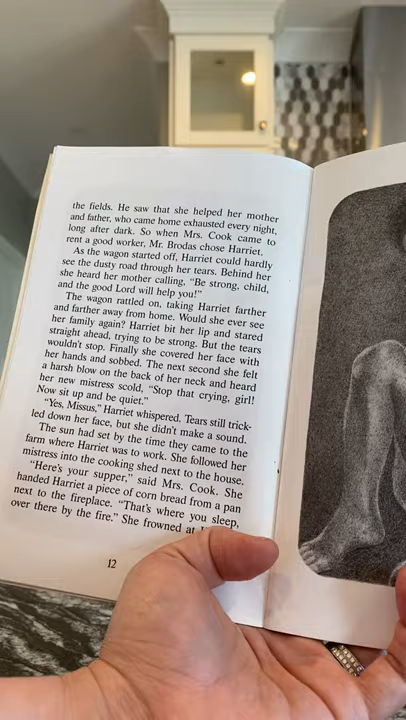 the fields. He saw that she helped her mother
and father, who came home exhausted every night,
long after dark. So when Mrs. Cook came to
rent a good worker, Mr. Brodas chose Harriet.
As the wagon started off, Harriet could hardly
see the dusty road through her tears. Behind her
she heard her mother calling, “Be strong, child,
and the good Lord will help you!”
The wagon rattled on, taking Harriet farther
and farther away from home. Would she ever see
her family again? Harriet bit her lip and stared
straight ahead, trying to be strong. But the tears
wouldn’t stop. Finally she covered her face with
her hands and sobbed. The next second she felt
a harsh blow on the back of her neck and heard
her new mistress scold, “Stop that crying, girl!
Now sit up and be quiet.”
“Yes, Missus,” Harriet whispered. Tears still trick-
led down her face, but she didn’t make a sound.
The sun had set by the time they came to the
farm where Harriet was to work. She followed her
mistress into the cooking shed next to the house.
“Here’s your supper,” said Mrs. Cook. She
handed Harriet a piece of corn bread from a pan
next to the fireplace. “That’s where you sleep,
over there by the fire.” She frowned at
12